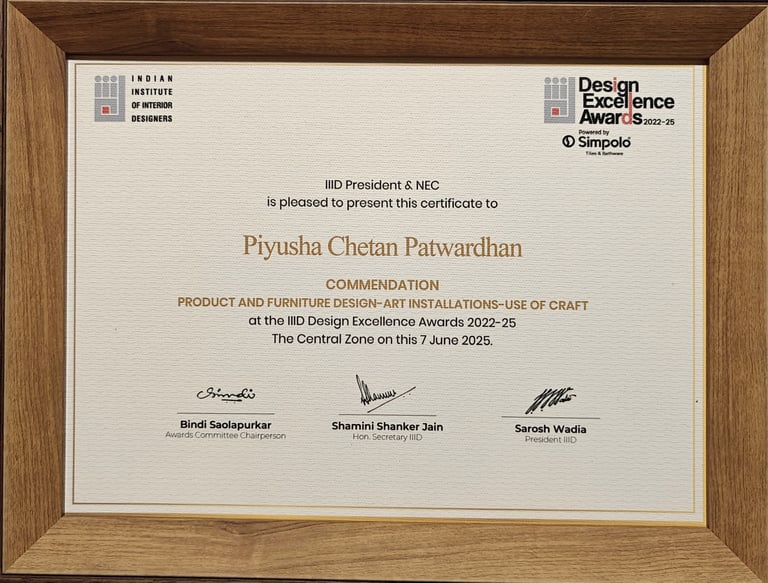 INDIAN
INSTITUTE
OF INTERIOR
DESIGNERS
Design
Excellence
Awards 2022-25
Powered by
Simpolo
Tiles & Bathware
IIID President & NEC
is pleased to present this certificate to
Piyusha Chetan Patwardhan
COMMENDATION
PRODUCT AND FURNITURE DESIGN-ART INSTALLATIONS-USE OF CRAFT
at the IIID Design Excellence Awards 2022-25
The Central Zone on this 7 June 2025.
Bindi Saolapurkar
Awards Committee Chairperson
Shamini Shanker Jain
Hon. Secretary IIID
Sarosh Wadia
President IIID